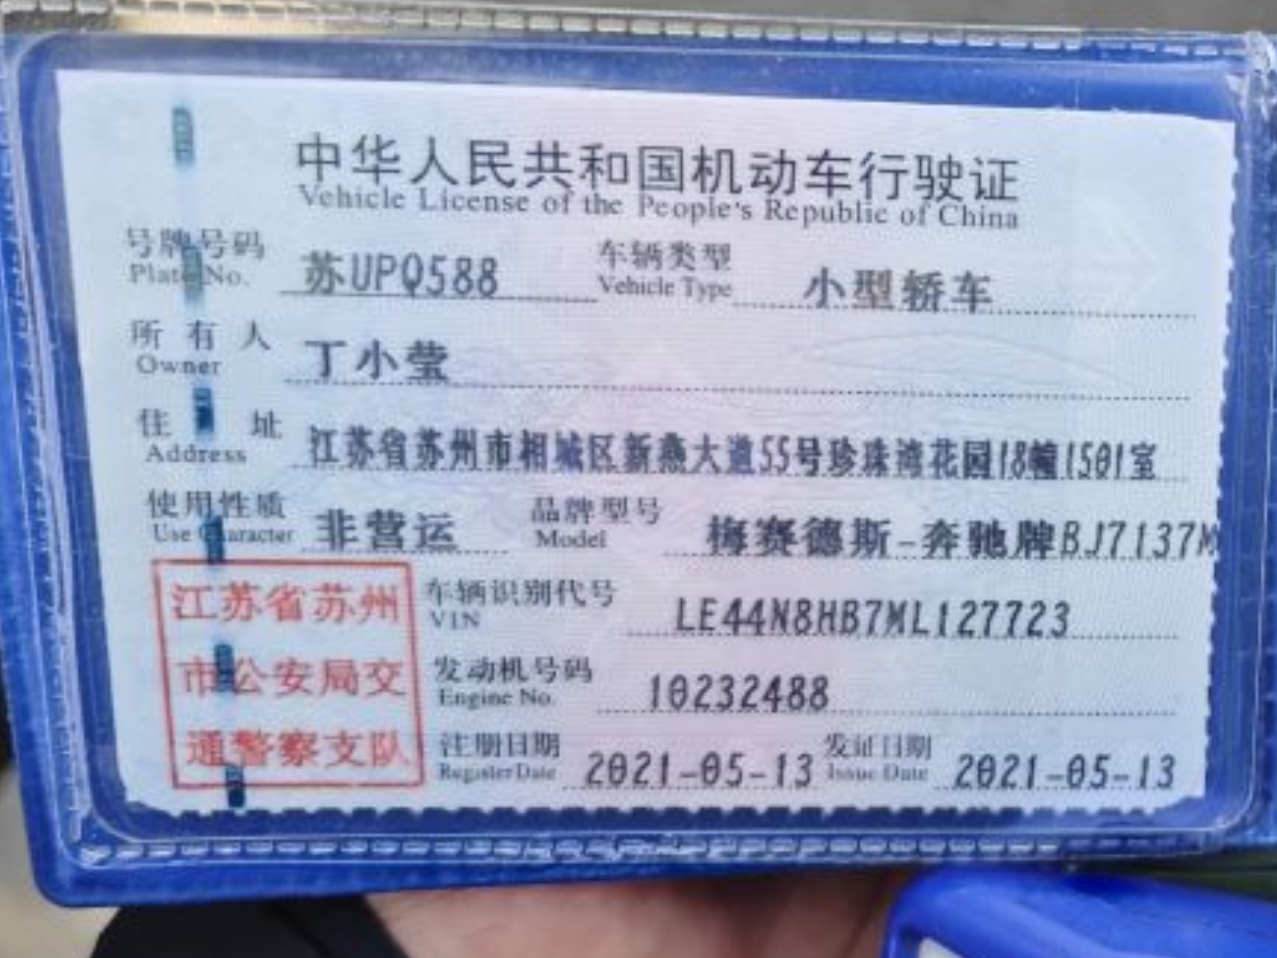 中华人民共和国机动车行驶证
Vehicle License of the People's Republic of China
号牌号码 苏UPQ588 车辆类型 小型轿车
Plate No. Vehicle Type
所有人 丁小莹
Owner
住址 江苏省苏州市相城区新燕大道55号珍珠湾花园18幢1501室
Address
使用性质 非营运 品牌型号 梅赛德斯-奔驰牌BJ7137M
Use Character Model
江苏省苏州
市公安局交
通警察支队
车辆识别代号 LE44N8HB7ML127723
VIN
发动机号码 10232488
Engine No.
注册日期 2021-05-13 发证日期 2021-05-13
Register Date Issue Date